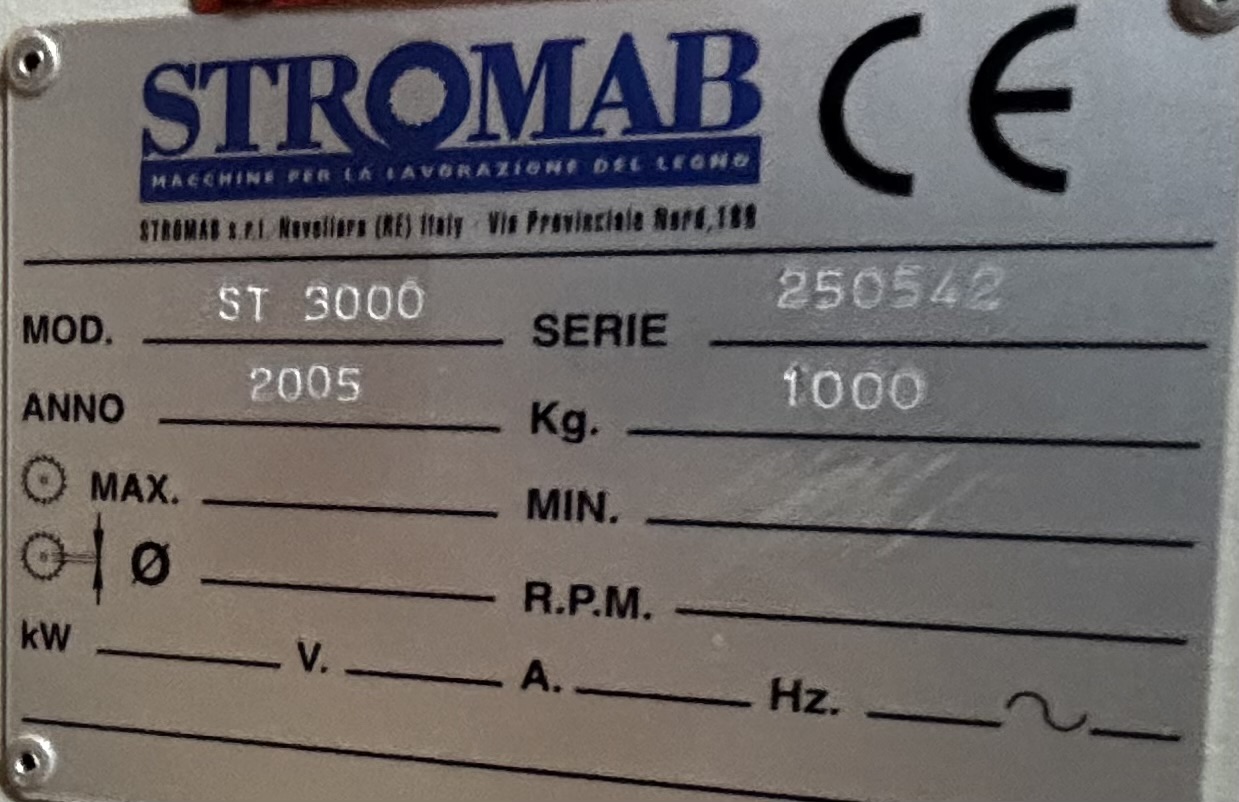 STROMAB
CE
MACCHINE PER LA LAVORAZIONE DEL LEGNO
STROMAB s.r.l. Novellara (RE) Italy - Via Provinciale Nord,
MOD. ST 3000 SERIE 250542
ANNO 2005 Kg. 1000
MAX. MIN.
Ø R.P.M.
kW V. A. Hz.